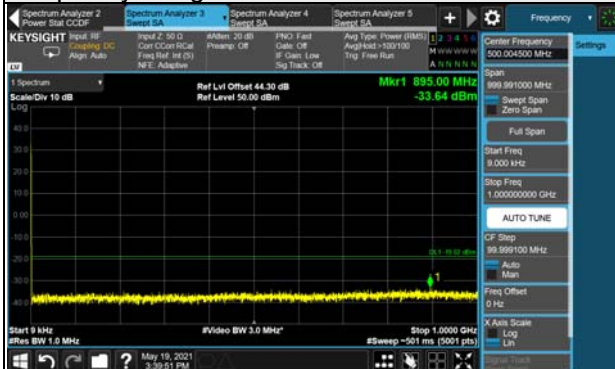 Spectrum Analyzer 2
Power Stat CCDF
Spectrum Analyzer 3
Swept SA
Spectrum Analyzer 4
Swept SA
Spectrum Analyzer 5
Swept SA
+
Frequency
KEYSIGHT
Input: RF
Coupling: DC
Align: Auto
Input Z: 50 Ω
Corr CCorr RCal
Freq Ref: Int (S)
NFE: Adaptive
#Atten: 20 dB
Preamp: Off
PNO: Fast
Gate: Off
IF Gain: Low
Sig Track: Off
Avg Type: Power (RMS)
Avg|Hold:>100/100
Trig: Free Run
1 2 3 4 5 6
M W W W W W
A N N N N N
Center Frequency
500.004500 MHz
Settings
Span
999.991000 MHz
Swept Span
Zero Span
Full Span
Start Freq
9.000 kHz
Stop Freq
1.000000000 GHz
AUTO TUNE
CF Step
99.999100 MHz
Auto
Man
Freq Offset
0 Hz
X Axis Scale
Log
Lin
Signal Track
1 Spectrum
Scale/Div 10 dB
Log
Ref Lvl Offset 44.30 dB
Ref Level 50.00 dBm
Mkr1 895.00 MHz
-33.64 dBm
40.0
30.0
20.0
10.0
0.00
-10.0
-20.0
-30.0
-40.0
1
Start 9 kHz
#Res BW 1.0 MHz
#Video BW 3.0 MHz*
Stop 1.0000 GHz
#Sweep ~501 ms (5001 pts)
?
May 19, 2021
3:39:51 PM